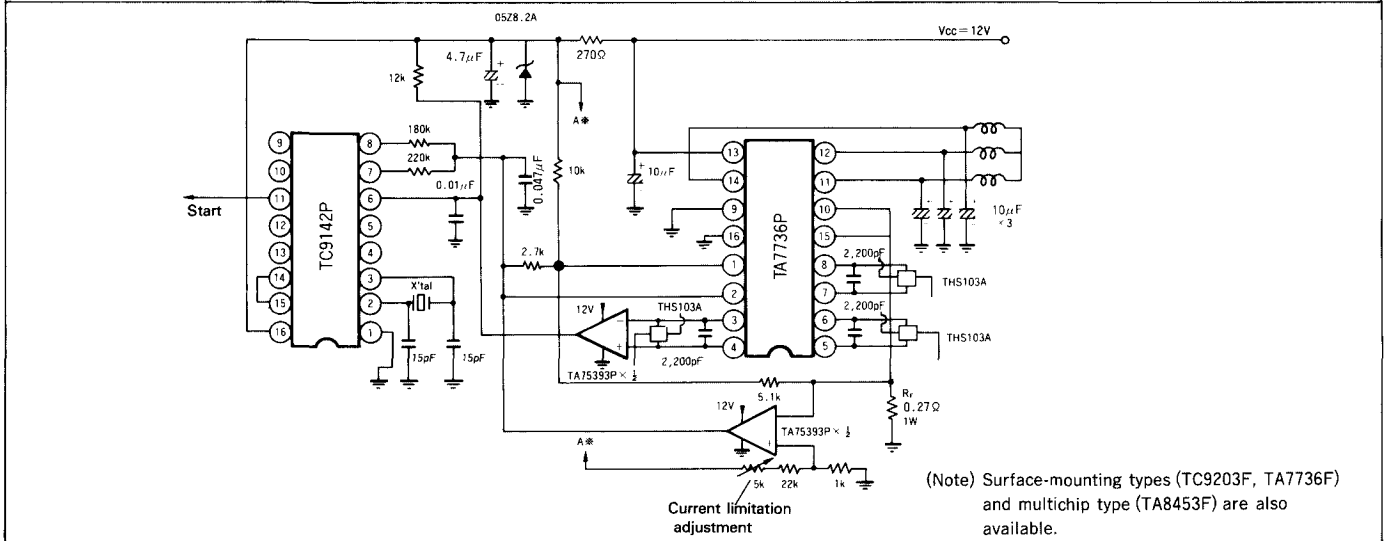 05Z8.2A
Vcc=12V
4.7μF
+
270Ω
12k
A※
180k
220k
0.01μF
0.047μF
10k
+
10μF
10μF
×3
Start
TC9142P
9
10
11
12
13
14
15
16
8
7
6
5
4
3
2
1
X'tal
15pF
15pF
2.7k
12V
THS103A
−
+
2,200pF
TA75393P×½
TA7736P
13
14
9
16
1
2
3
4
12
11
10
15
8
7
6
5
2,200pF
THS103A
2,200pF
THS103A
5.1k
Rr
0.27Ω
1W
12V
TA75393P×½
+
A※
5k
22k
1k
Current limitation
adjustment
(Note) Surface-mounting types (TC9203F, TA7736F)
and multichip type (TA8453F) are also
available.